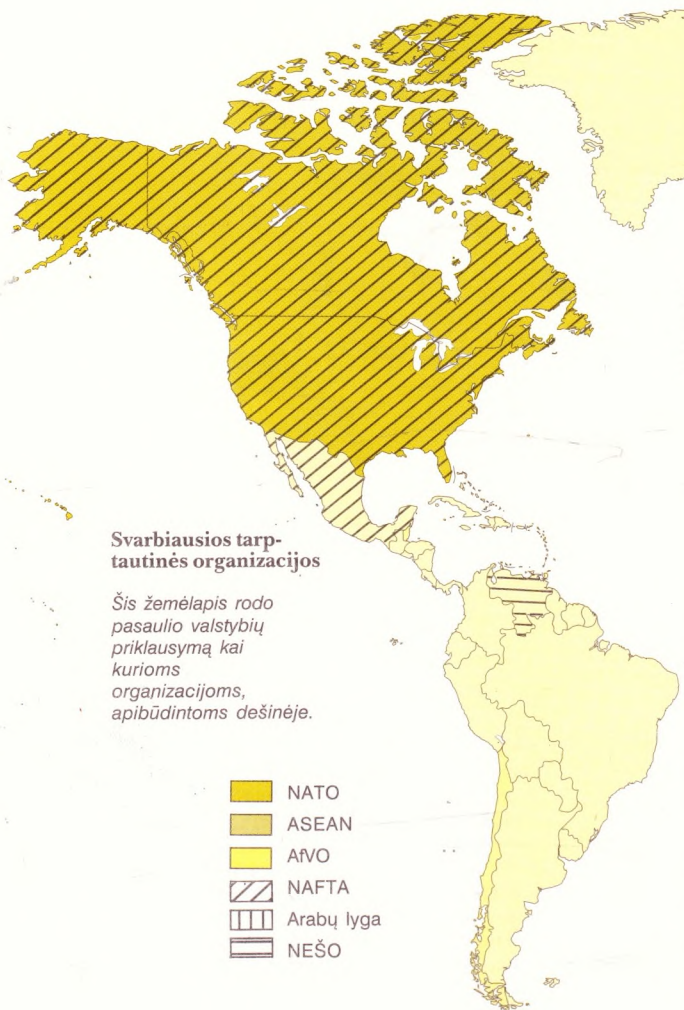 Svarbiausios tarp-
tautinės organizacijos
Šis žemėlapis rodo
pasaulio valstybių
priklausymą kai
kurioms
organizacijoms,
apibūdintoms dešinėje.
NATO
ASEAN
AfVO
NAFTA
Arabų lyga
NEŠO